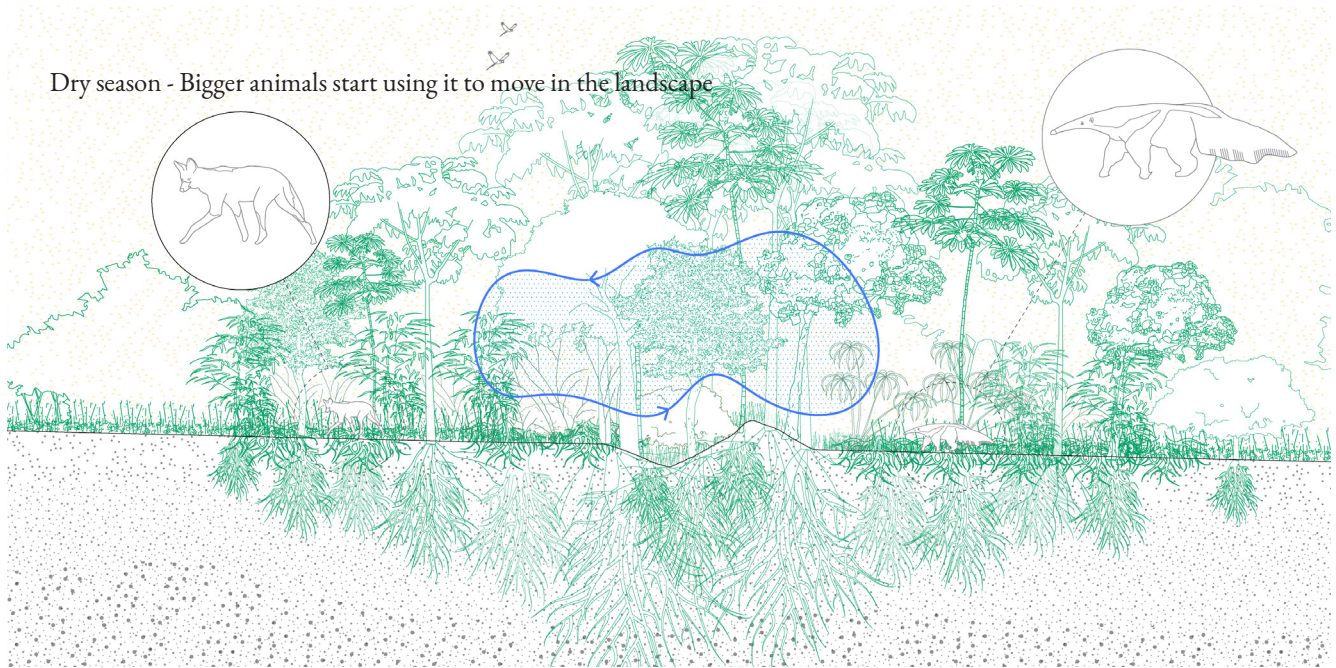 Dry season - Bigger animals start using it to move in the landscape